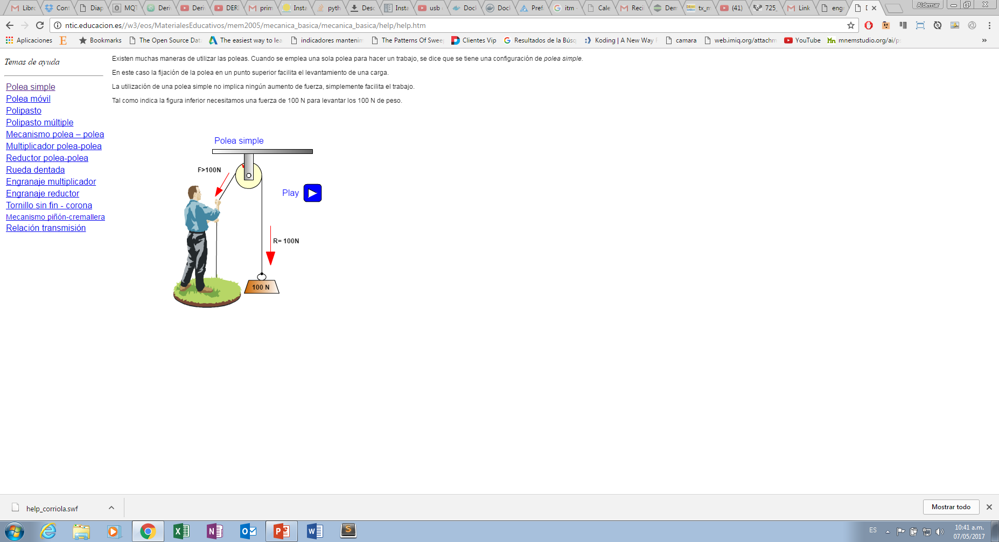 Libro
Cont
Diap
MQT
Deri
Deriv
DERI
prim
Insta
pyth
Desc
Insta
usb
Dock
Dock
Pref
itm
Cale
Reci
Dem
tx_m
(41)
725_
Link
engr
Aldemar
ntic.educacion.es//w3/eos/MaterialesEducativos/mem2005/mecanica_basica/mecanica_basica/help/help.htm
Aplicaciones
Bookmarks
The Open Source Dat
The easiest way to lea
indicadores mantenim
The Patterns Of Sweep
Clientes Vip
Resultados de la Búsq
Koding | A New Way
camara
web.imiq.org/attachm
YouTube
mnemstudio.org/ai/p
»
Temas de ayuda
Polea simple
Polea móvil
Polipasto
Polipasto múltiple
Mecanismo polea – polea
Multiplicador polea-polea
Reductor polea-polea
Rueda dentada
Engranaje multiplicador
Engranaje reductor
Tornillo sin fin - corona
Mecanismo piñón-cremallera
Relación transmisión
Existen muchas maneras de utilizar las poleas. Cuando se emplea una sola polea para hacer un trabajo, se dice que se tiene una configuración de polea simple.
En este caso la fijación de la polea en un punto superior facilita el levantamiento de una carga.
La utilización de una polea simple no implica ningún aumento de fuerza, simplemente facilita el trabajo.
Tal como indica la figura inferior necesitamos una fuerza de 100 N para levantar los 100 N de peso.
Polea simple
F>100N
Play
R= 100N
100 N
help_corriola.swf
Mostrar todo
ES
10:41 a.m.
07/05/2017